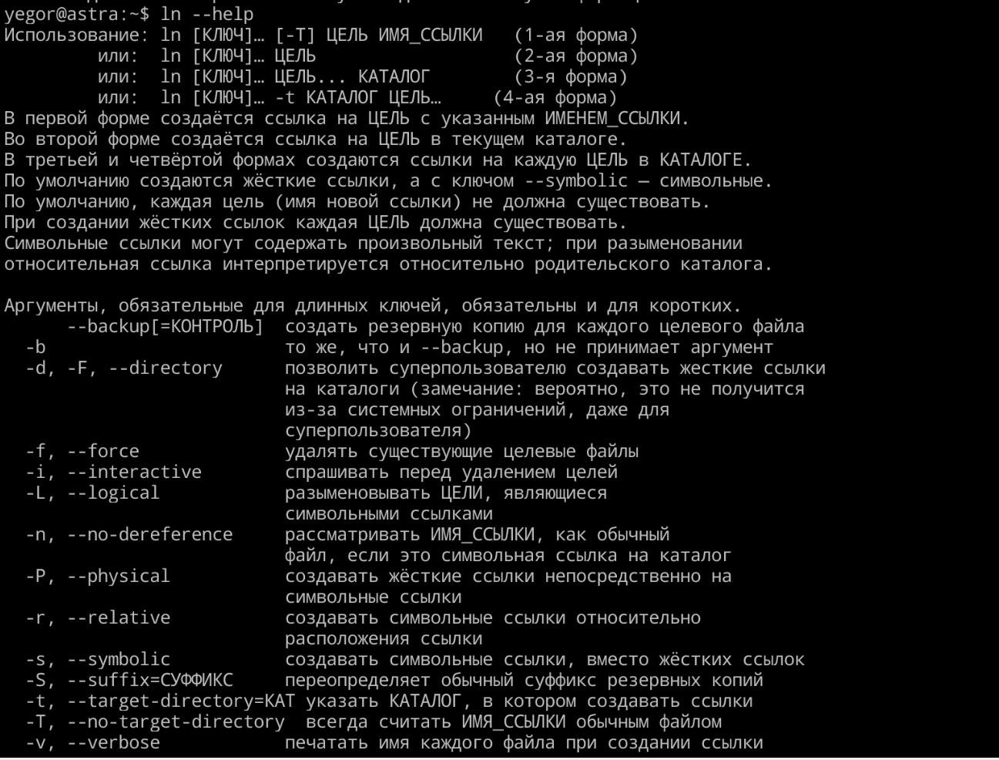 yegor@astra:~$ ln --help
Использование: ln [КЛЮЧ]… [-T] ЦЕЛЬ ИМЯ_ССЫЛКИ   (1-ая форма)
         или:  ln [КЛЮЧ]… ЦЕЛЬ                   (2-ая форма)
         или:  ln [КЛЮЧ]… ЦЕЛЬ... КАТАЛОГ        (3-я форма)
         или:  ln [КЛЮЧ]… -t КАТАЛОГ ЦЕЛЬ…     (4-ая форма)
В первой форме создаётся ссылка на ЦЕЛЬ с указанным ИМЕНЕМ_ССЫЛКИ.
Во второй форме создаётся ссылка на ЦЕЛЬ в текущем каталоге.
В третьей и четвёртой формах создаются ссылки на каждую ЦЕЛЬ в КАТАЛОГЕ.
По умолчанию создаются жёсткие ссылки, а с ключом --symbolic — символьные.
По умолчанию, каждая цель (имя новой ссылки) не должна существовать.
При создании жёстких ссылок каждая ЦЕЛЬ должна существовать.
Символьные ссылки могут содержать произвольный текст; при разыменовании
относительная ссылка интерпретируется относительно родительского каталога.

Аргументы, обязательные для длинных ключей, обязательны и для коротких.
      --backup[=КОНТРОЛЬ]  создать резервную копию для каждого целевого файла
  -b                       то же, что и --backup, но не принимает аргумент
  -d, -F, --directory      позволить суперпользователю создавать жесткие ссылки
                           на каталоги (замечание: вероятно, это не получится
                           из-за системных ограничений, даже для
                           суперпользователя)
  -f, --force              удалять существующие целевые файлы
  -i, --interactive        спрашивать перед удалением целей
  -L, --logical            разыменовывать ЦЕЛИ, являющиеся
                           символьными ссылками
  -n, --no-dereference     рассматривать ИМЯ_ССЫЛКИ, как обычный
                           файл, если это символьная ссылка на каталог
  -P, --physical           создавать жёсткие ссылки непосредственно на
                           символьные ссылки
  -r, --relative           создавать символьные ссылки относительно
                           расположения ссылки
  -s, --symbolic           создавать символьные ссылки, вместо жёстких ссылок
  -S, --suffix=СУФФИКС     переопределяет обычный суффикс резервных копий
  -t, --target-directory=КАТ указать КАТАЛОГ, в котором создавать ссылки
  -T, --no-target-directory  всегда считать ИМЯ_ССЫЛКИ обычным файлом
  -v, --verbose            печатать имя каждого файла при создании ссылки